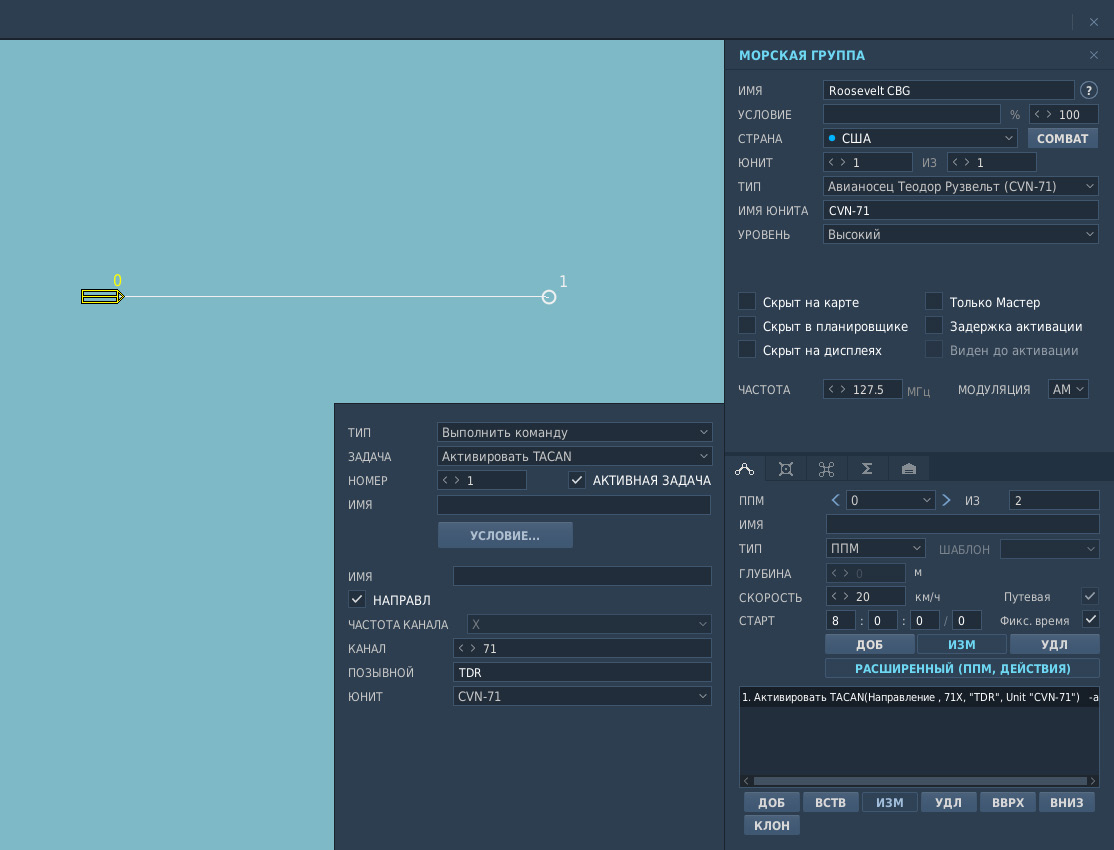 ×
МОРСКАЯ ГРУППА ×
ИМЯ Roosevelt CBG ?
УСЛОВИЕ % < > 100
СТРАНА США COMBAT
ЮНИТ < > 1 ИЗ < > 1
ТИП Авианосец Теодор Рузвельт (CVN-71)
ИМЯ ЮНИТА CVN-71
УРОВЕНЬ Высокий
0
1
Скрыт на карте Только Мастер
Скрыт в планировщике Задержка активации
Скрыт на дисплеях Виден до активации
ЧАСТОТА < > 127.5 МГц МОДУЛЯЦИЯ AM
ТИП Выполнить команду
ЗАДАЧА Активировать TACAN
НОМЕР < > 1 АКТИВНАЯ ЗАДАЧА
ИМЯ
УСЛОВИЕ...
ИМЯ
НАПРАВЛ
ЧАСТОТА КАНАЛА X
КАНАЛ < > 71
ПОЗЫВНОЙ TDR
ЮНИТ CVN-71
Σ
ППМ < 0 > ИЗ 2
ИМЯ
ТИП ППМ ШАБЛОН
ГЛУБИНА < > 0 м
СКОРОСТЬ < > 20 км/ч Путевая
СТАРТ 8 : 0 : 0 / 0 Фикс. время
ДОБ ИЗМ УДЛ
РАСШИРЕННЫЙ (ППМ, ДЕЙСТВИЯ)
1. Активировать TACAN(Направление , 71X, "TDR", Unit "CVN-71") -a
ДОБ ВСТВ ИЗМ УДЛ ВВРХ ВНИЗ
КЛОН